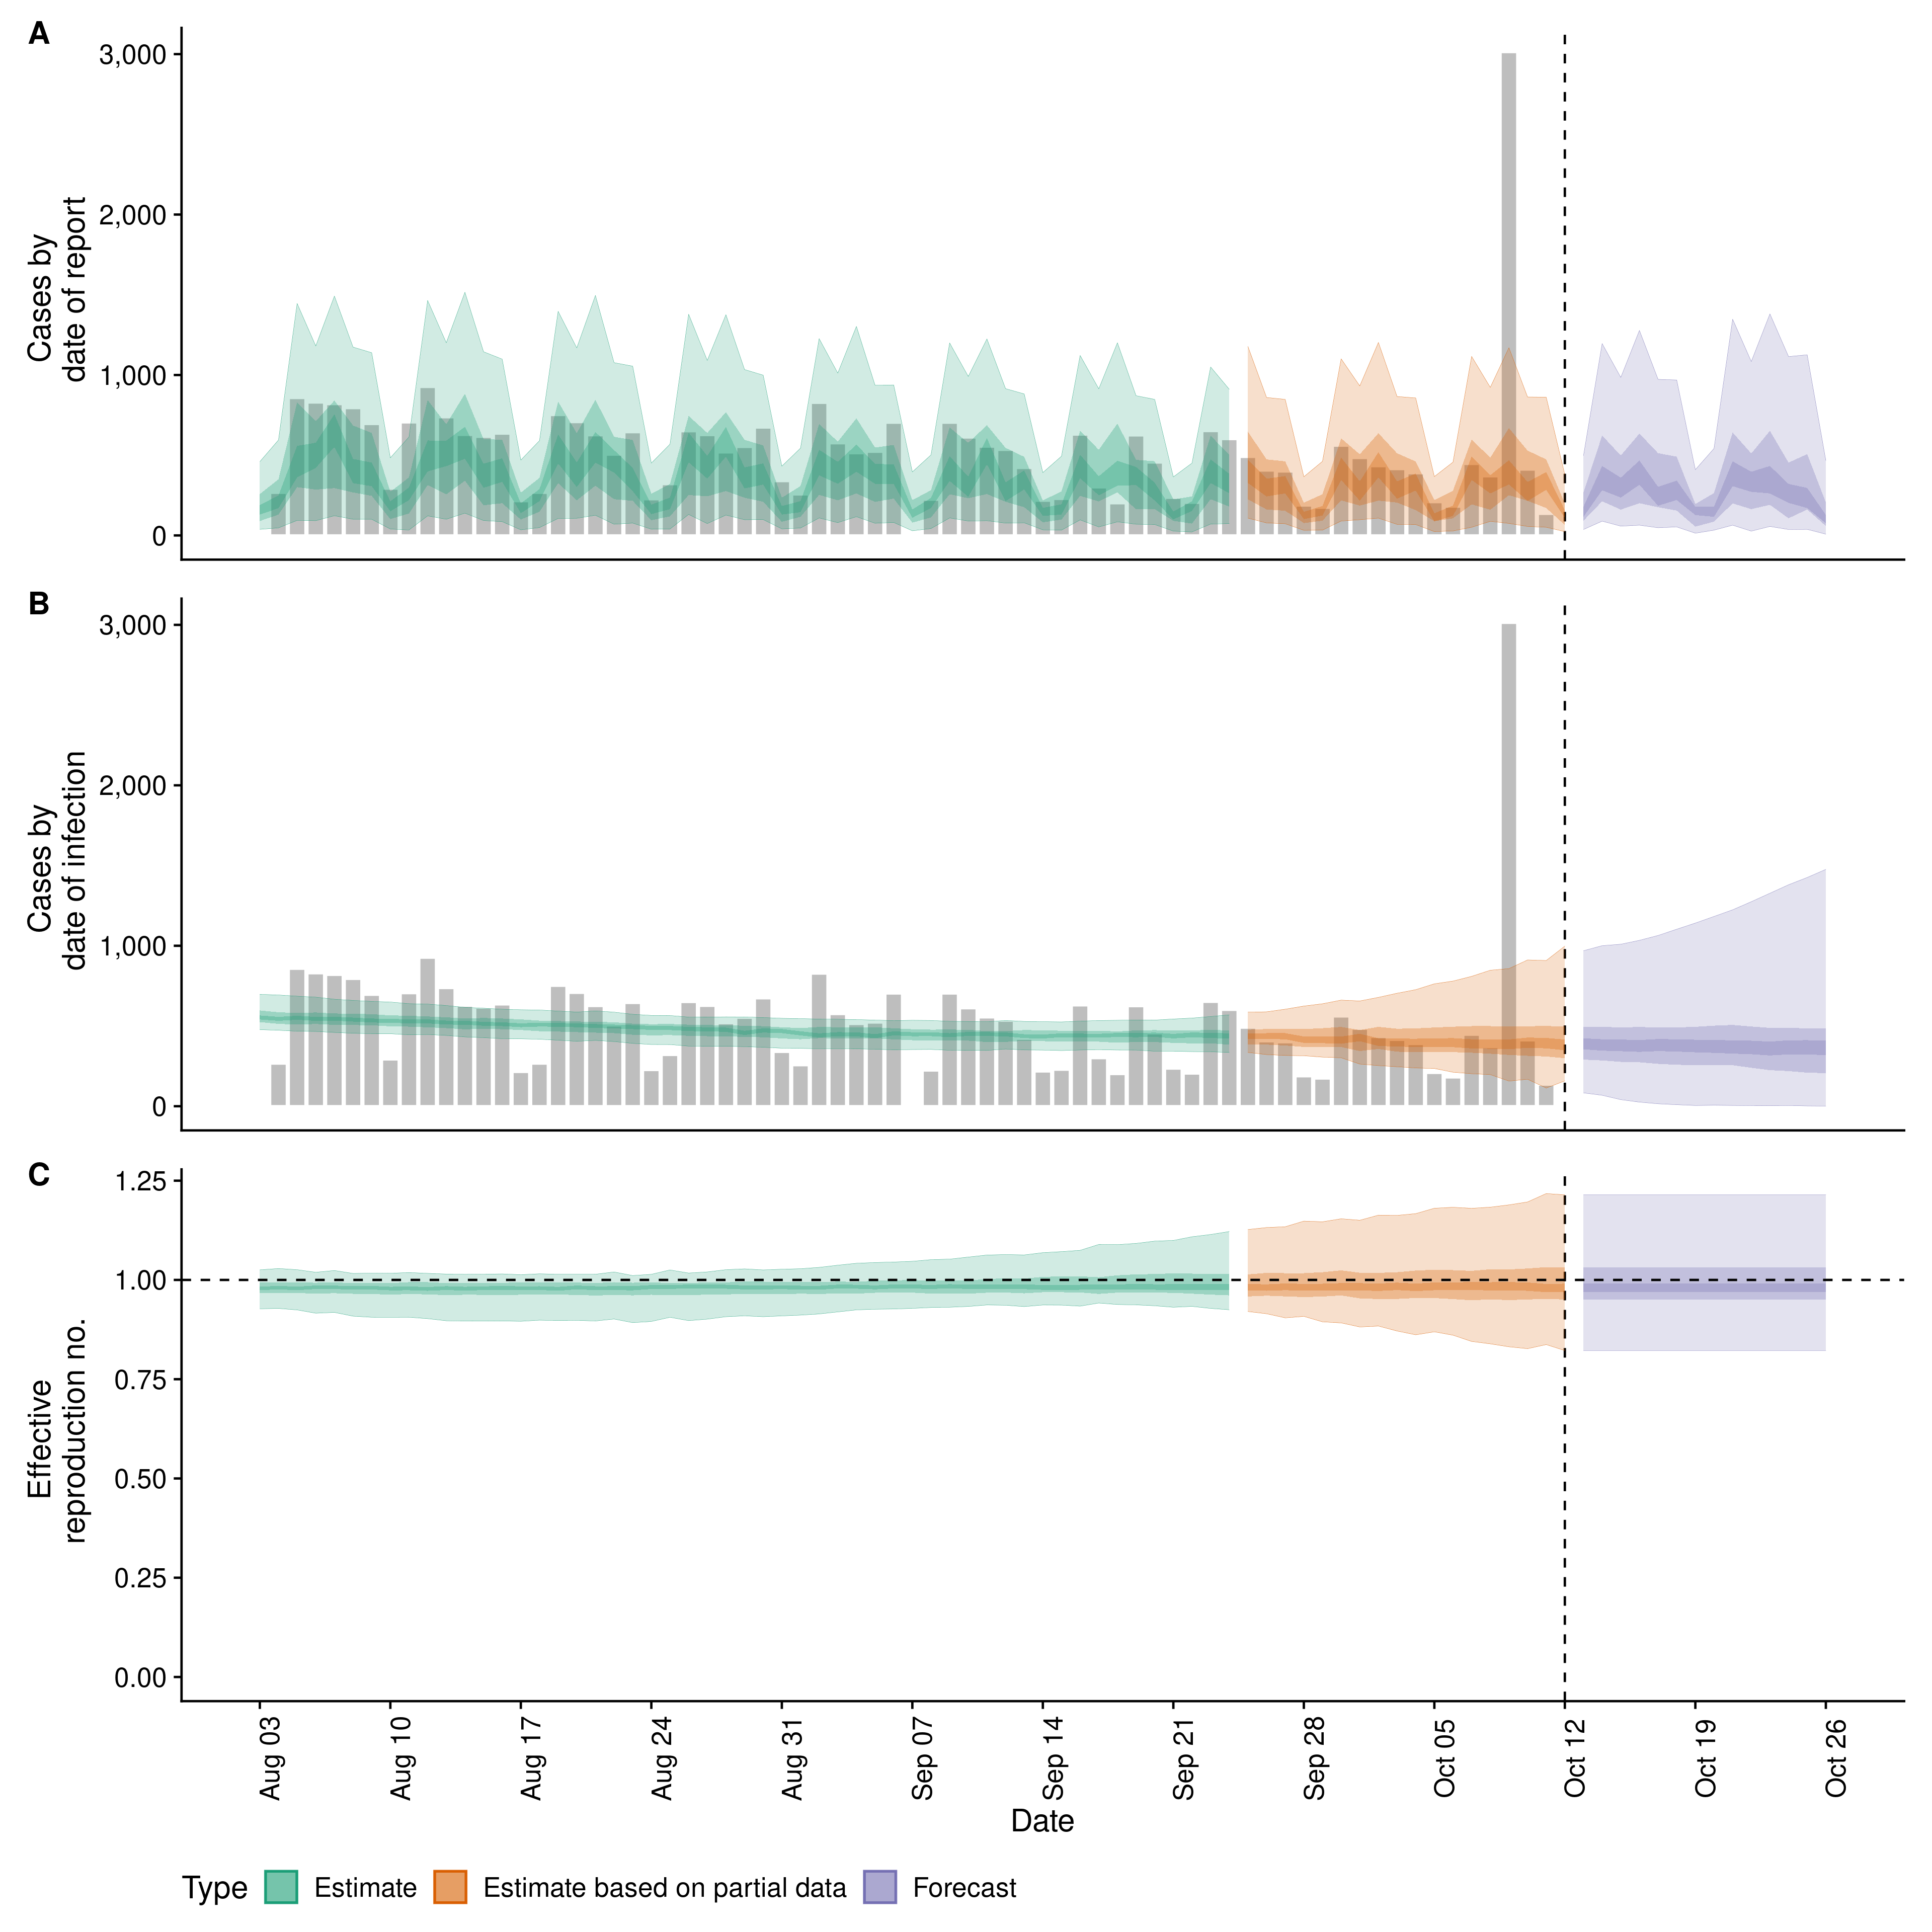 A
3,000
2,000
1,000
0
Cases by
date of report
B
3,000
2,000
1,000
0
Cases by
date of infection
C
1.25
1.00
0.75
0.50
0.25
0.00
Effective
reproduction no.
Aug 03
Aug 10
Aug 17
Aug 24
Aug 31
Sep 07
Sep 14
Sep 21
Sep 28
Oct 05
Oct 12
Oct 19
Oct 26
Date
Type Estimate Estimate based on partial data Forecast